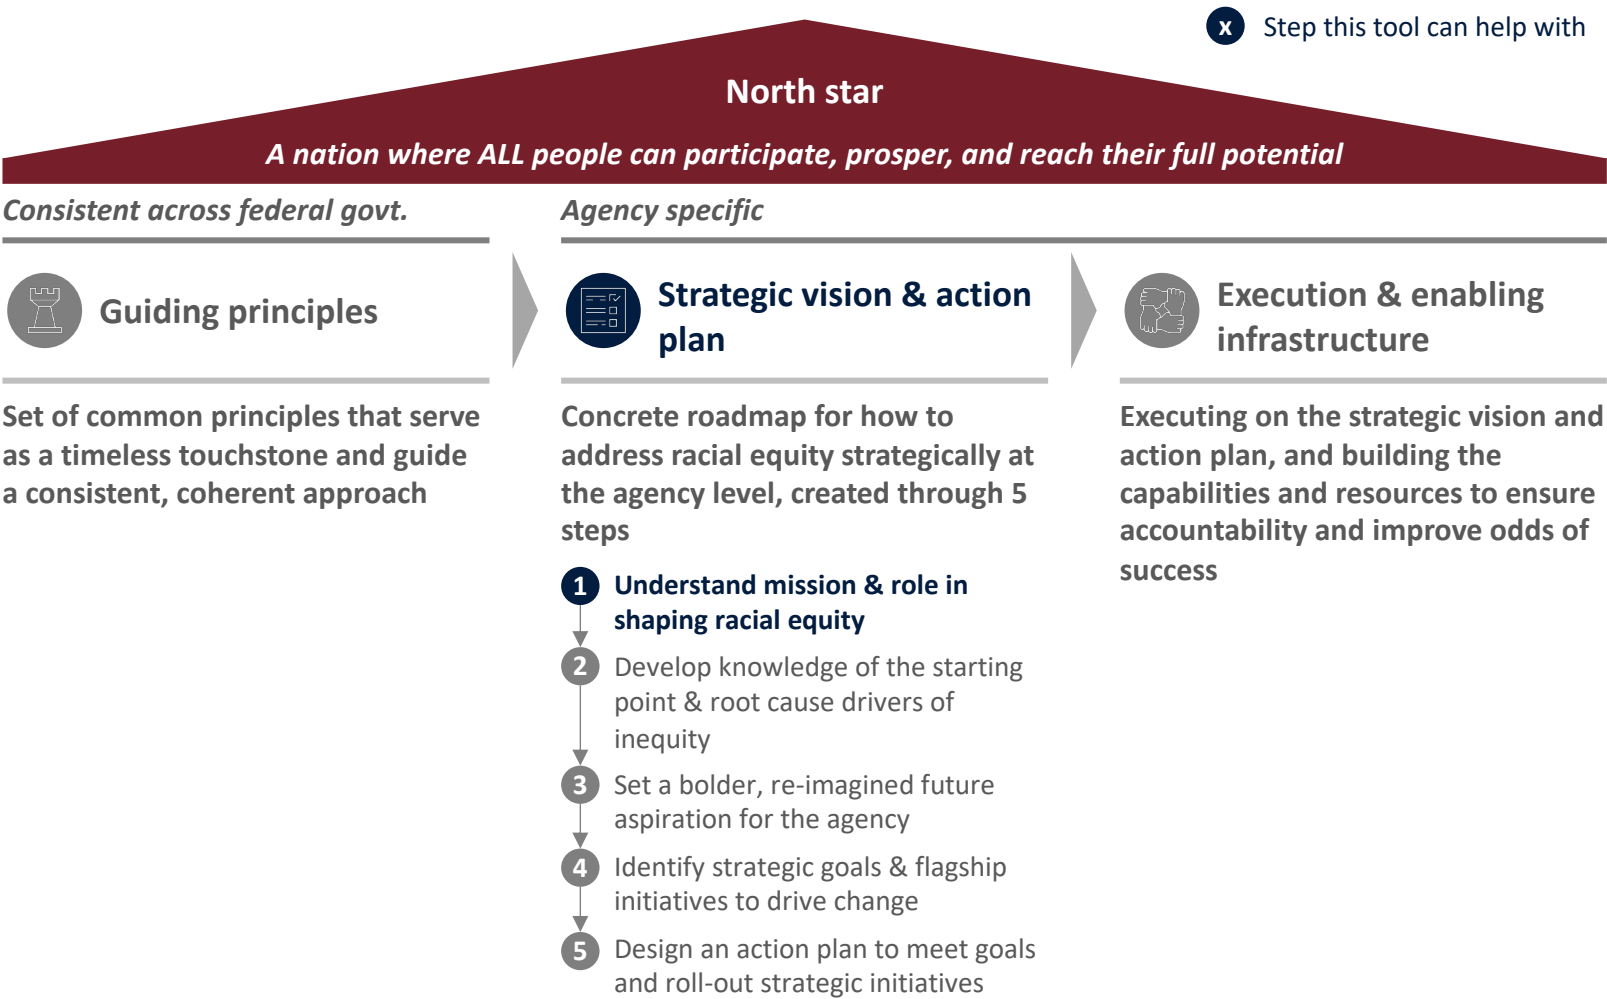 x Step this tool can help with
North star
A nation where ALL people can participate, prosper, and reach their full potential
Consistent across federal govt.
Agency specific
Guiding principles
Strategic vision & action
plan
Execution & enabling
infrastructure
Set of common principles that serve
as a timeless touchstone and guide
a consistent, coherent approach
Concrete roadmap for how to
address racial equity strategically at
the agency level, created through 5
steps
1 Understand mission & role in
shaping racial equity
2 Develop knowledge of the starting
point & root cause drivers of
inequity
3 Set a bolder, re-imagined future
aspiration for the agency
4 Identify strategic goals & flagship
initiatives to drive change
5 Design an action plan to meet goals
and roll-out strategic initiatives
Executing on the strategic vision and
action plan, and building the
capabilities and resources to ensure
accountability and improve odds of
success